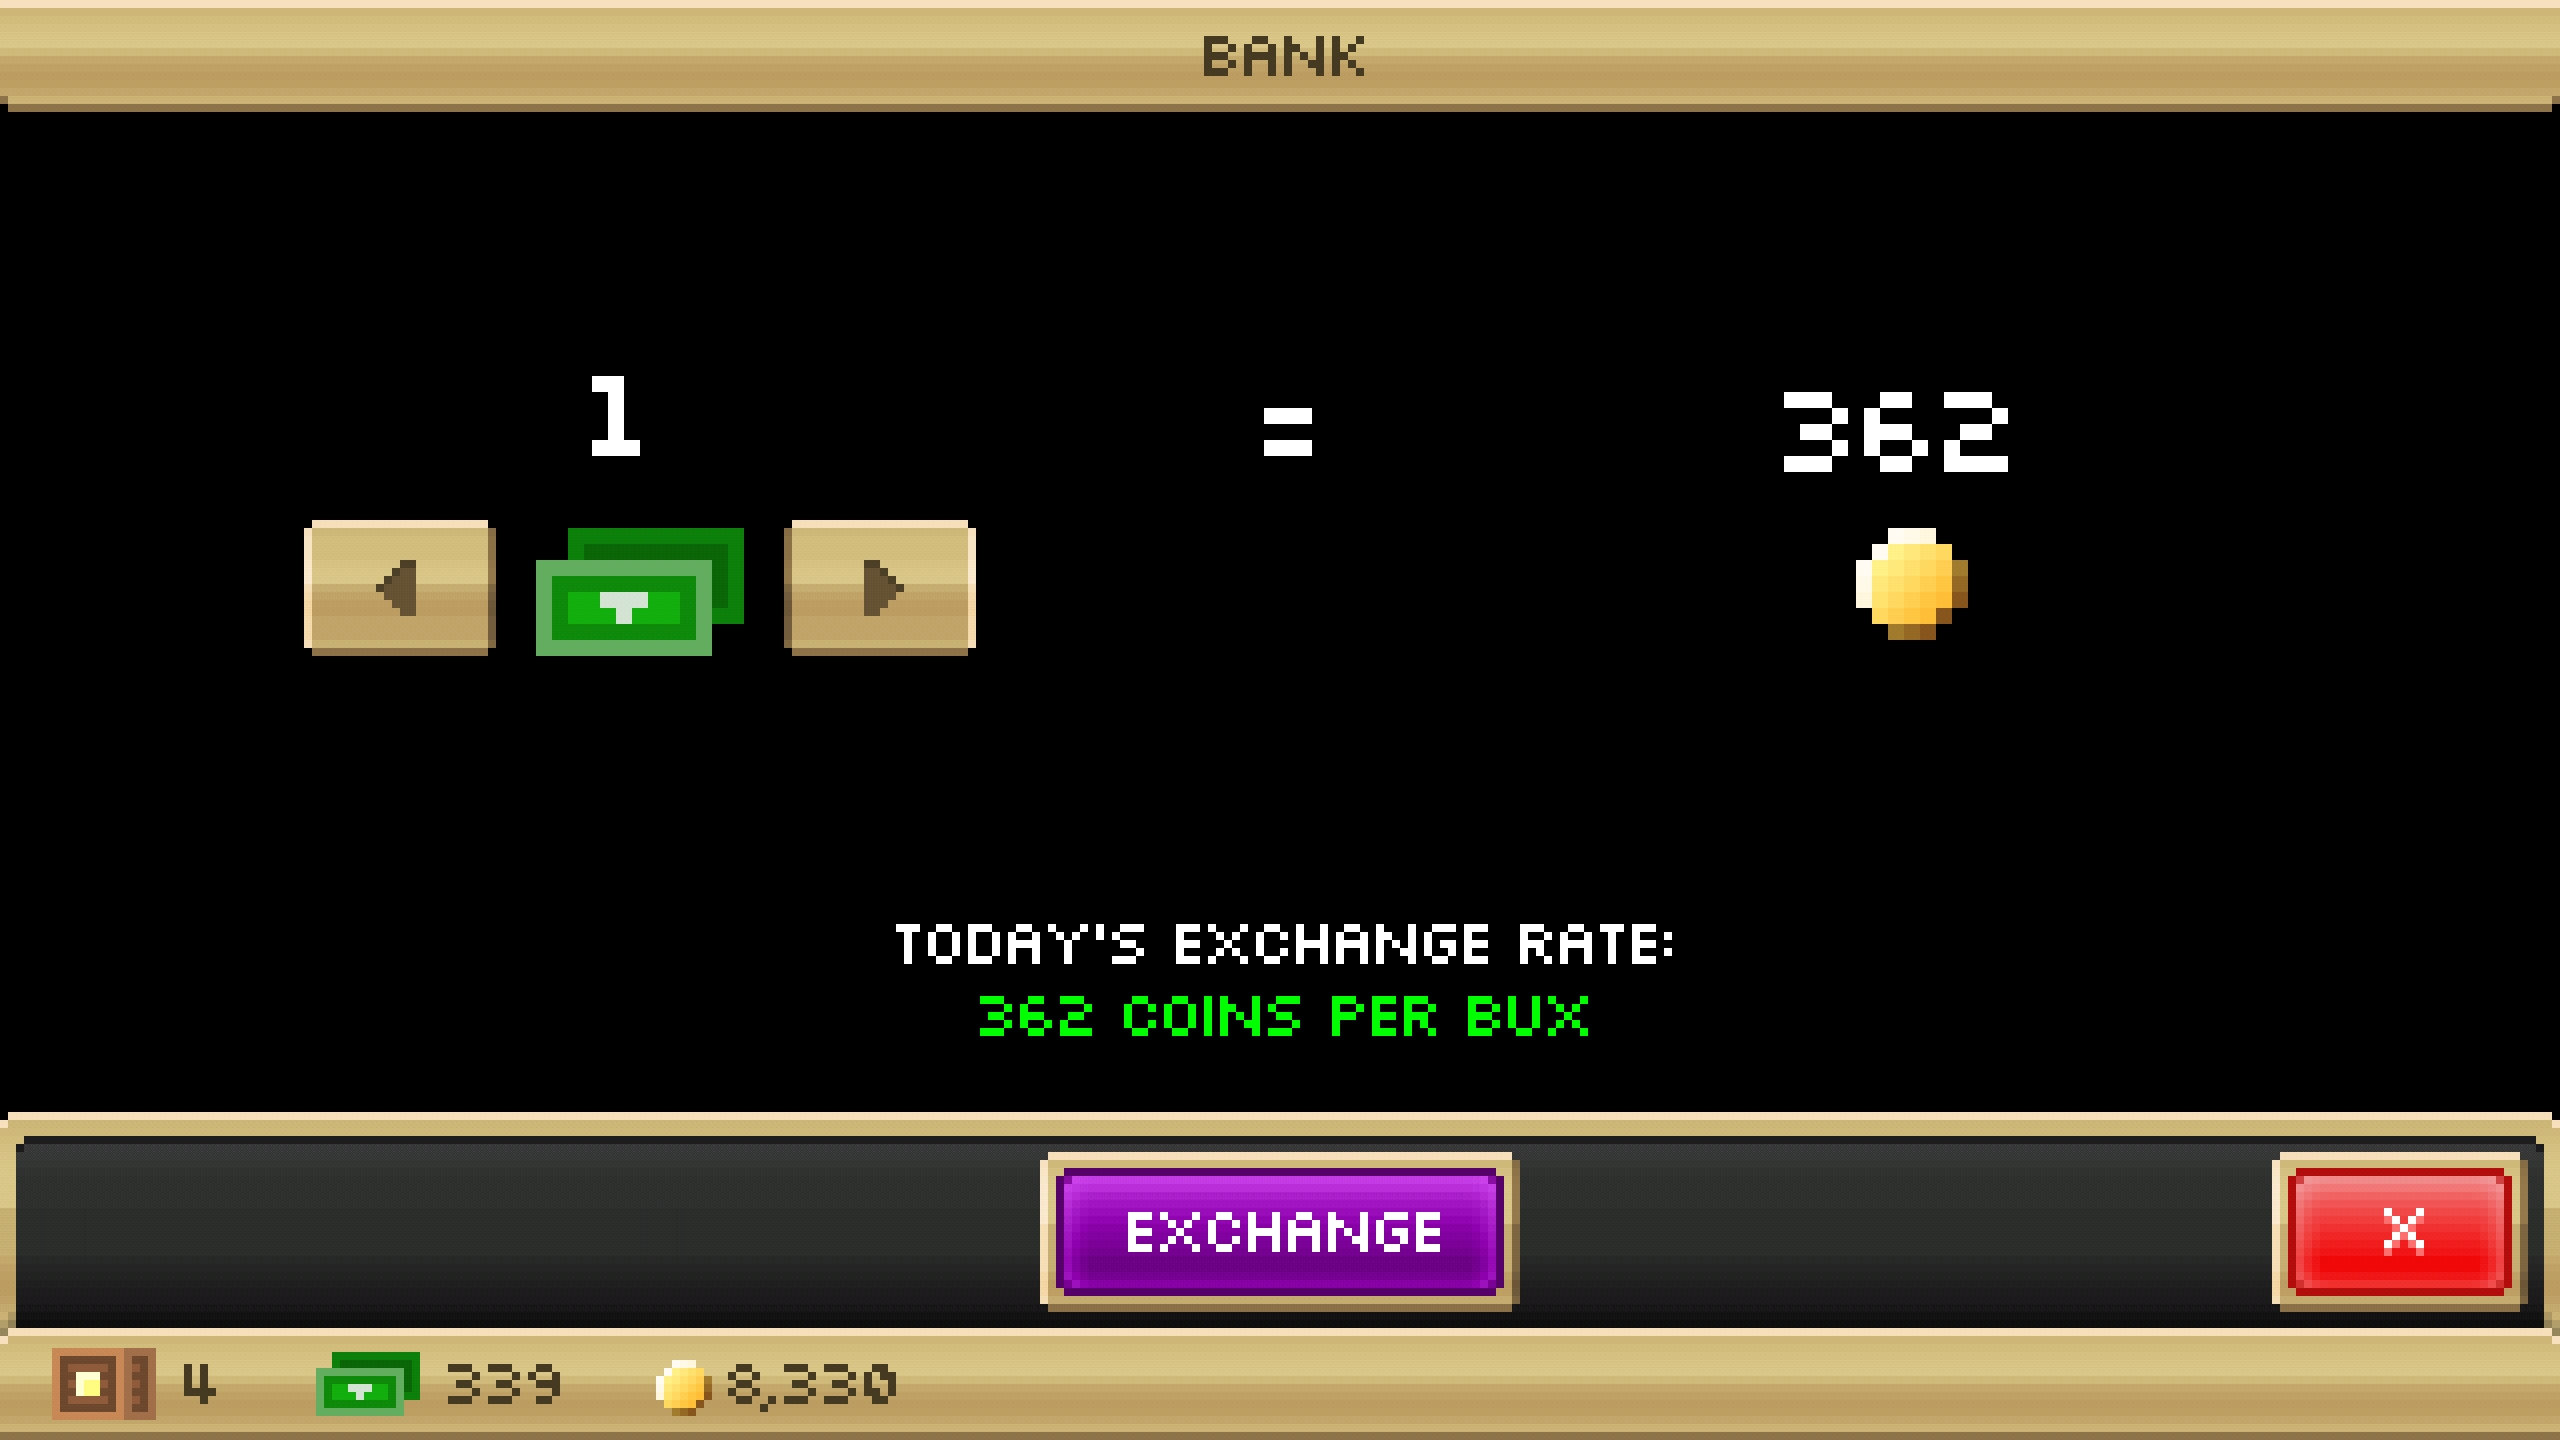 BANK
1 = 362
TODAY'S EXCHANGE RATE:
362 COINS PER BUX
EXCHANGE X
4 339 8,330